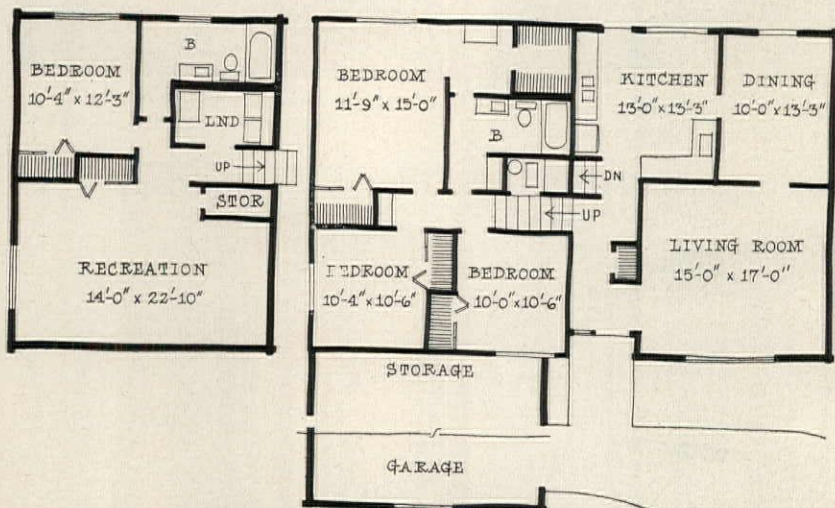 BEDROOM
10'-4" x 12'-3"
B
LND
UP
STOR
RECREATION
14'-0" x 22'-10"
BEDROOM
11'-9" x 15'-0"
B
KITCHEN
13'-0" x 13'-3"
DINING
10'-0" x 13'-3"
DN
UP
BEDROOM
10'-4" x 10'-6"
BEDROOM
10'-0" x 10'-6"
LIVING ROOM
15'-0" x 17'-0"
STORAGE
GARAGE